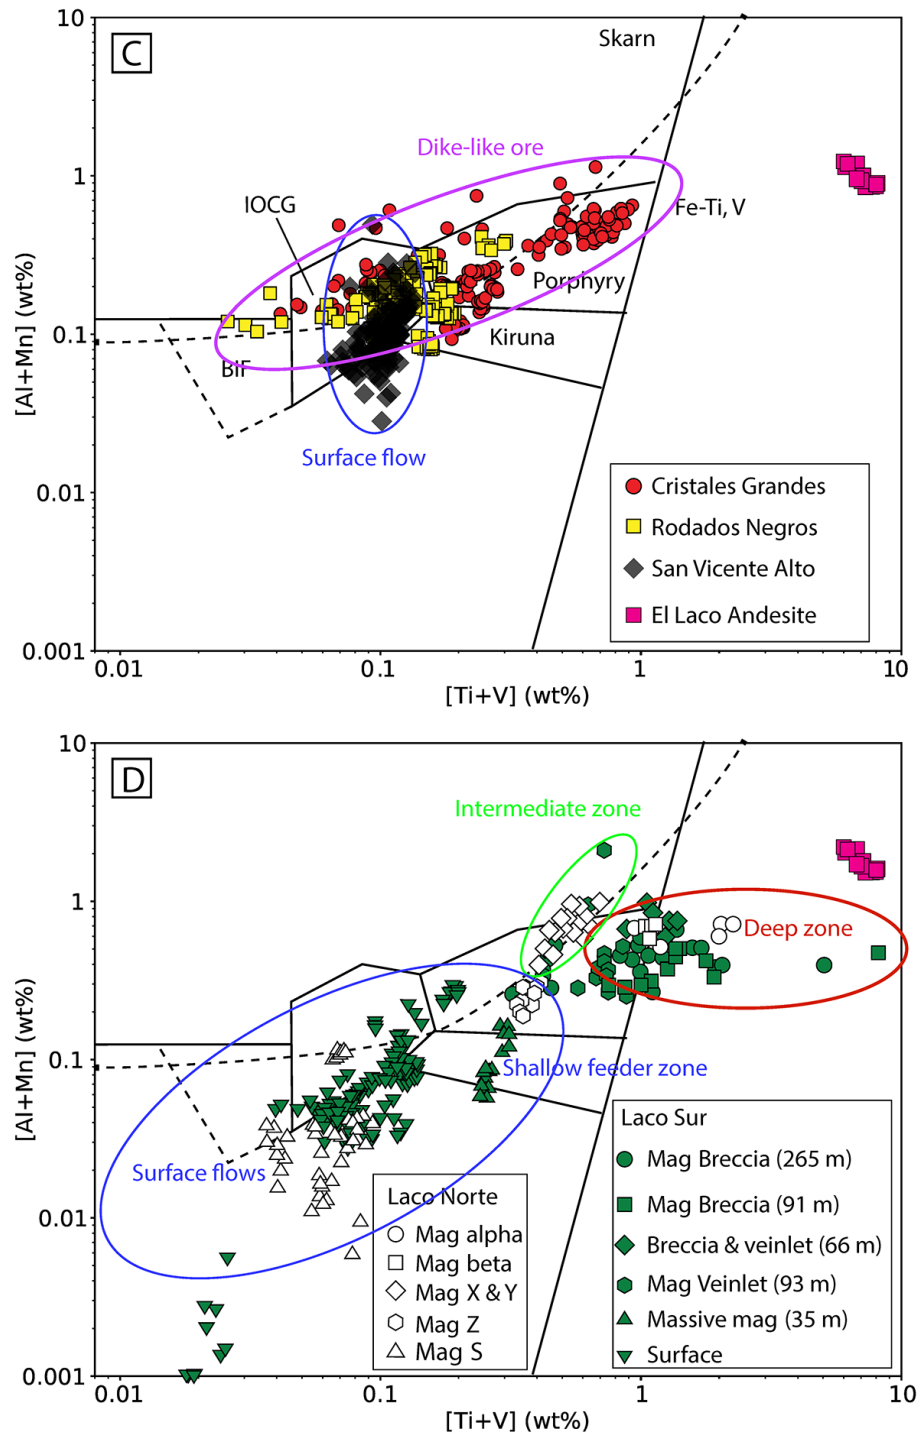 10
C
Skarn
Dike-like ore
1
IOCG
Fe-Ti, V
[Al+Mn] (wt%)
Porphyry
0.1
Kiruna
BIF
Surface flow
0.01
Cristales Grandes
Rodados Negros
San Vicente Alto
El Laco Andesite
0.001
0.01
0.1
1
10
[Ti+V] (wt%)
10
D
Intermediate zone
1
Deep zone
[Al+Mn] (wt%)
0.1
Shallow feeder zone
Surface flows
0.01
Laco Norte
Mag alpha
Mag beta
Mag X & Y
Mag Z
Mag S
Laco Sur
Mag Breccia (265 m)
Mag Breccia (91 m)
Breccia & veinlet (66 m)
Mag Veinlet (93 m)
Massive mag (35 m)
Surface
0.001
0.01
0.1
1
10
[Ti+V] (wt%)